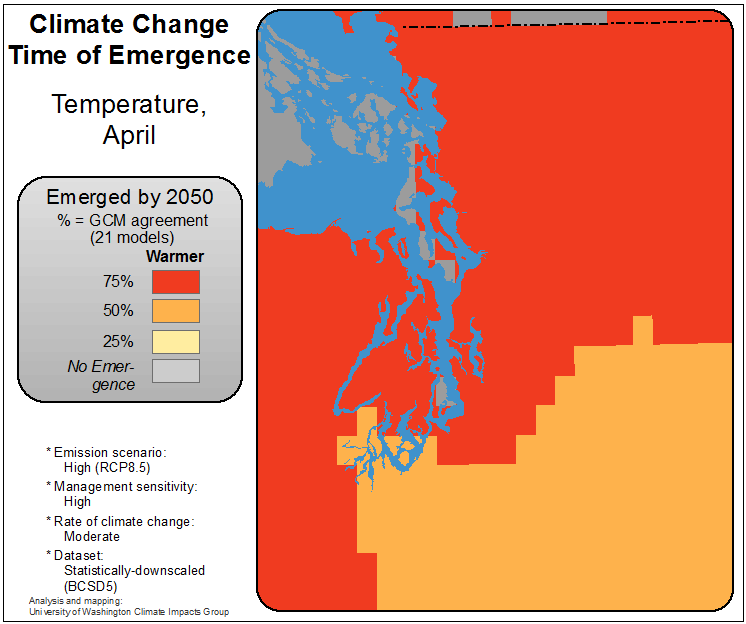 Climate Change
Time of Emergence
Temperature,
April
Emerged by 2050
% = GCM agreement
(21 models)
Warmer
75%
50%
25%
No Emer-
gence
* Emission scenario:
High (RCP8.5)
* Management sensitivity:
High
* Rate of climate change:
Moderate
* Dataset:
Statistically-downscaled
(BCSD5)
Analysis and mapping:
University of Washington Climate Impacts Group